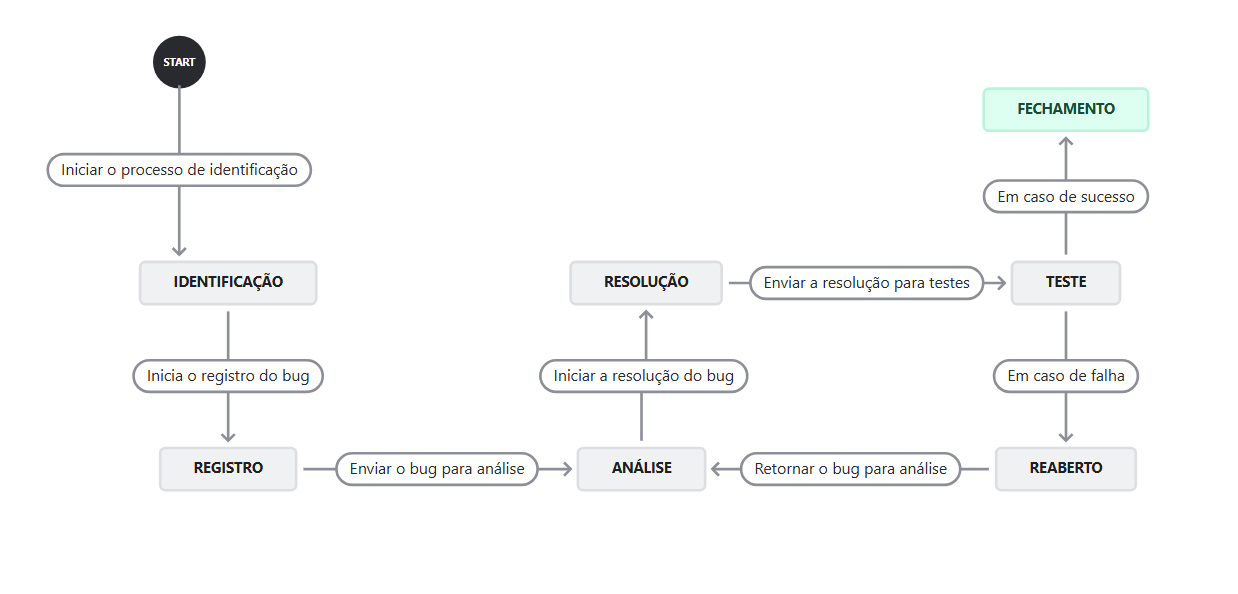 START
Iniciar o processo de identificação
IDENTIFICAÇÃO
Inicia o registro do bug
REGISTRO
Enviar o bug para análise
ANÁLISE
Iniciar a resolução do bug
RESOLUÇÃO
Enviar a resolução para testes
TESTE
Em caso de sucesso
FECHAMENTO
Em caso de falha
REABERTO
Retornar o bug para análise